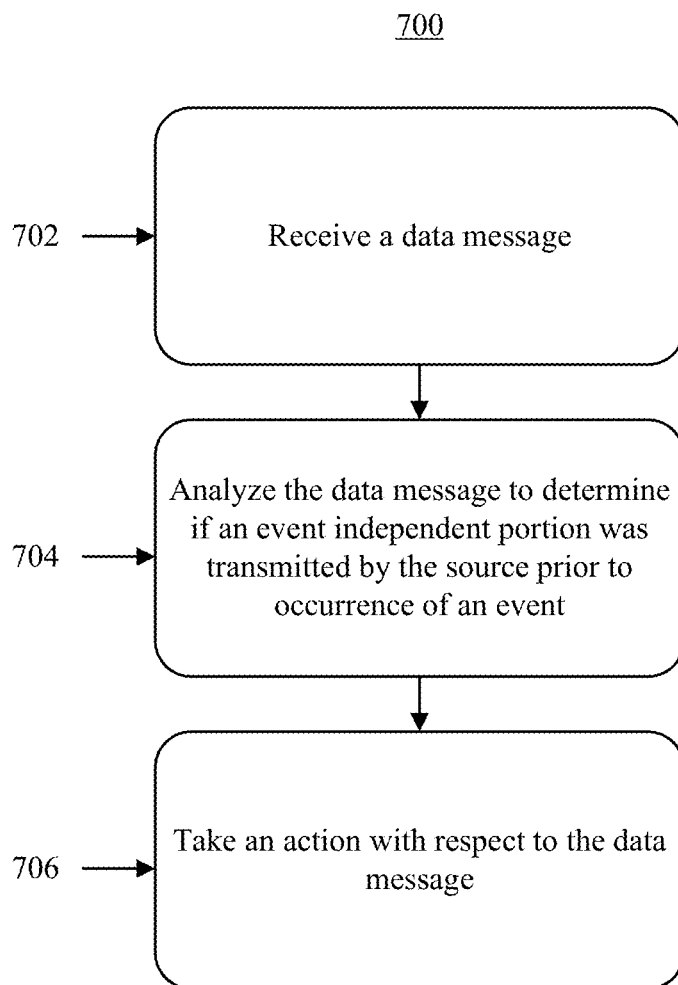 700
702
Receive a data message
704
Analyze the data message to determine
if an event independent portion was
transmitted by the source prior to
occurrence of an event
706
Take an action with respect to the data
message